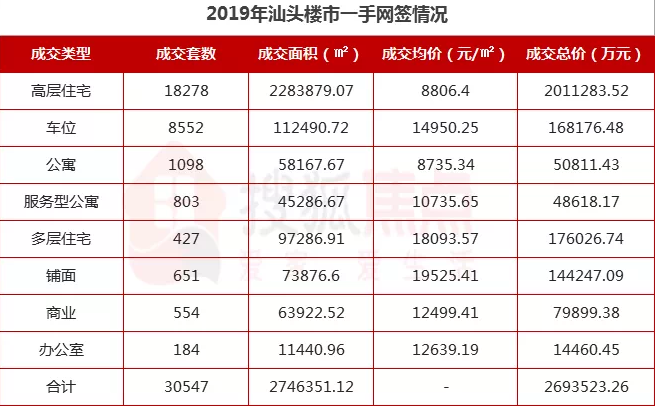 2019年汕头楼市一手网签情况
成交类型 成交套数 成交面积（㎡） 成交均价（元/㎡） 成交总价（万元）
高层住宅 18278 2283879.07 8806.4 2011283.52
车位 8552 112490.72 14950.25 168176.48
公寓 1098 58167.67 8735.34 50811.43
服务型公寓 803 45286.67 10735.65 48618.17
多层住宅 427 97286.91 18093.57 176026.74
铺面 651 73876.6 19525.41 144247.09
商业 554 63922.52 12499.41 79899.38
办公室 184 11440.96 12639.19 14460.45
合计 30547 2746351.12 - 2693523.26
搜狐焦点
爱家 爱生活